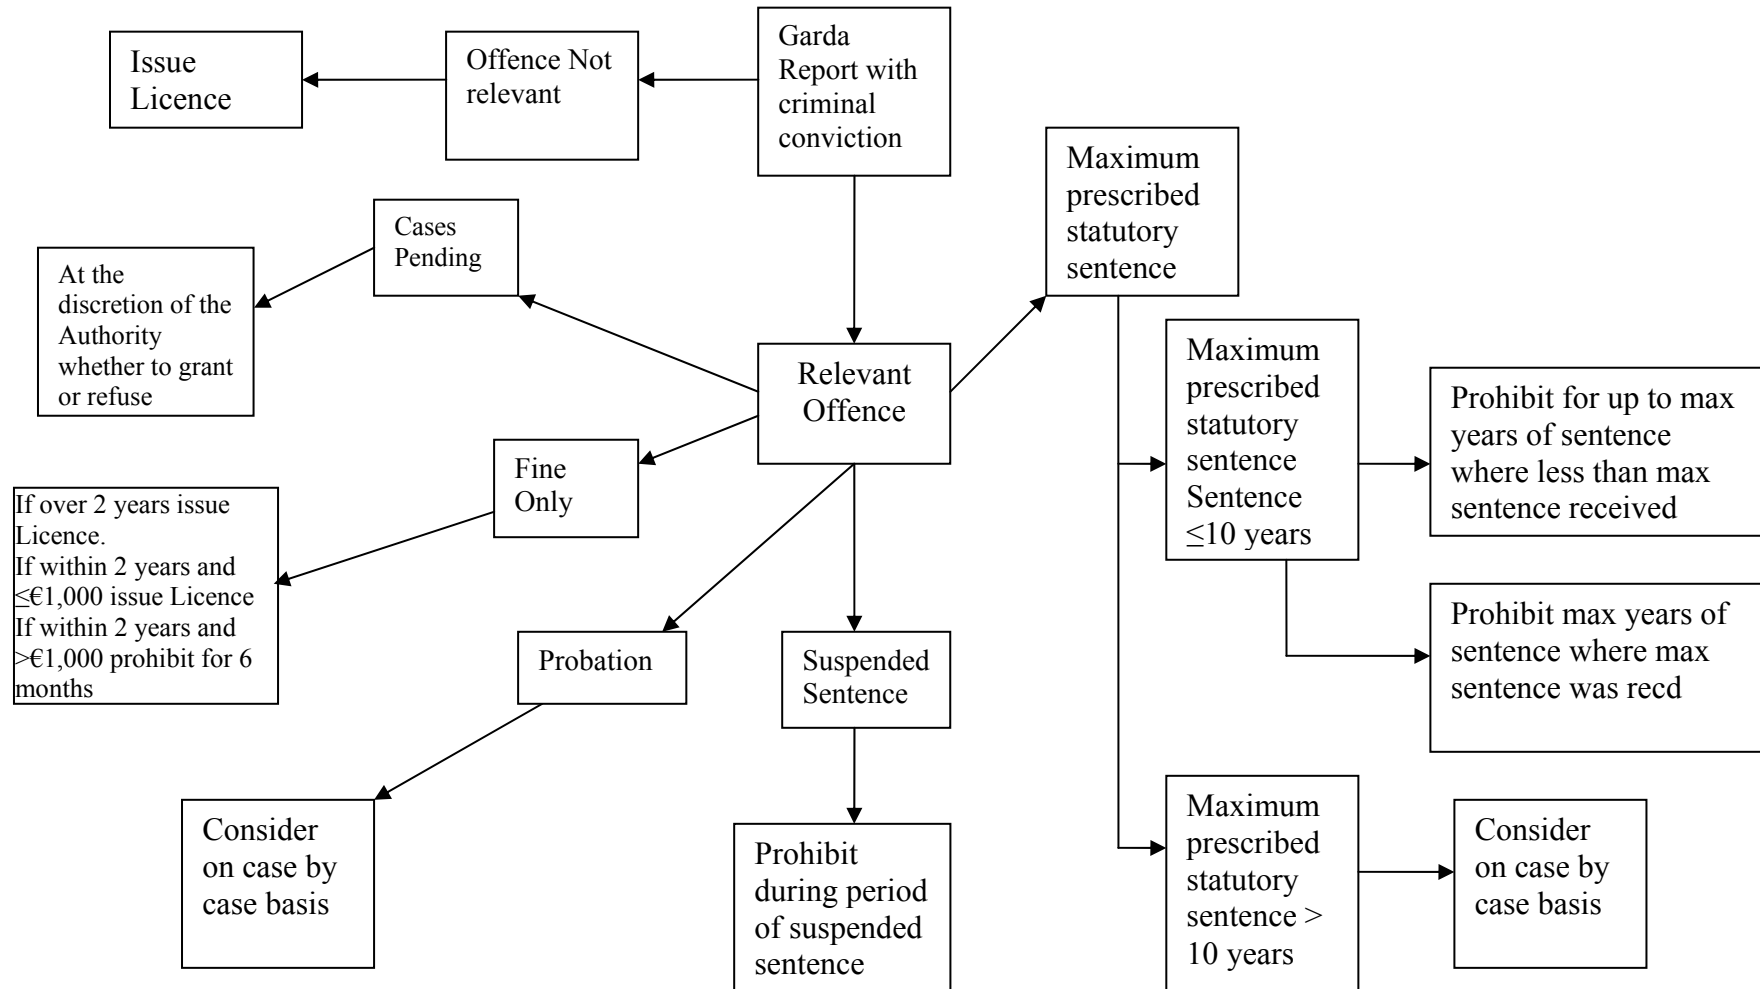 Issue
Licence
Offence Not
relevant
Garda
Report with
criminal
conviction
Maximum
prescribed
statutory
sentence
Cases
Pending
At the
discretion of the
Authority
whether to grant
or refuse
Relevant
Offence
Maximum
prescribed
statutory
sentence
Sentence
≤10 years
Prohibit for up to max
years of sentence
where less than max
sentence received
Fine
Only
If over 2 years issue
Licence.
If within 2 years and
≤€1,000 issue Licence
If within 2 years and
>€1,000 prohibit for 6
months
Prohibit max years of
sentence where max
sentence was recd
Probation
Suspended
Sentence
Consider
on case by
case basis
Prohibit
during period
of suspended
sentence
Maximum
prescribed
statutory
sentence >
10 years
Consider
on case by
case basis